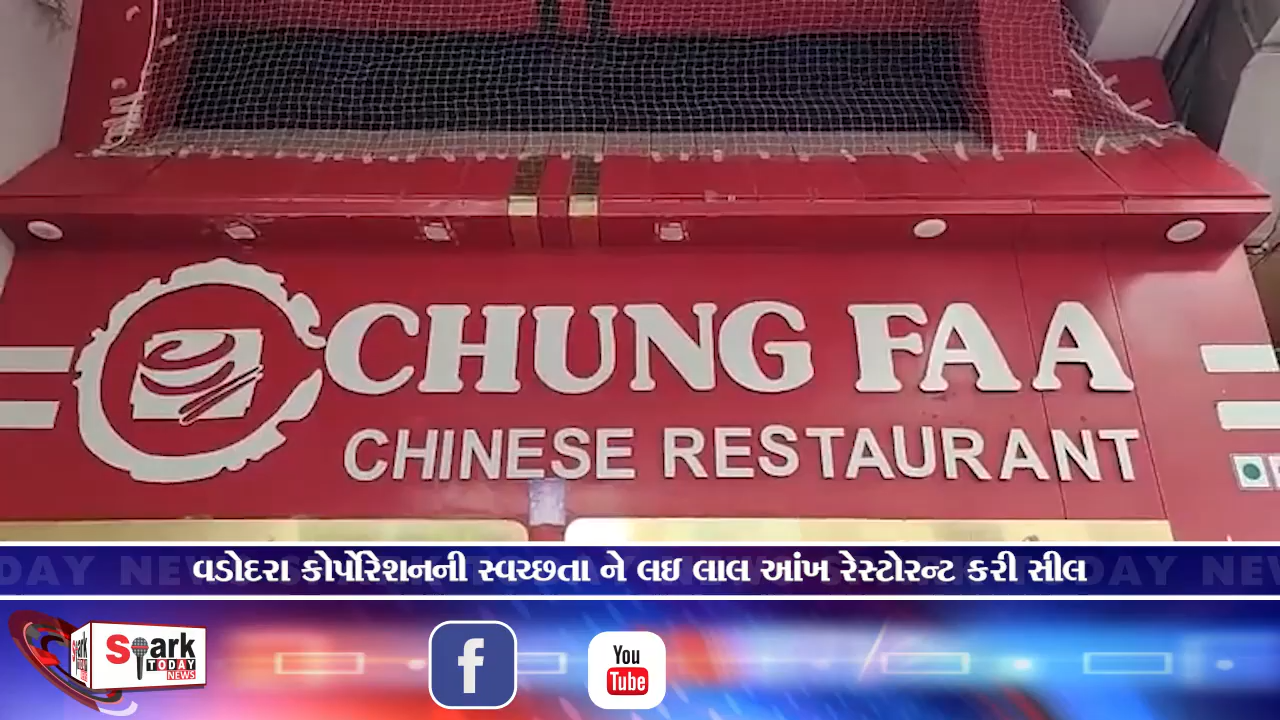 CHUNG FAA
CHINESE RESTAURANT
વડોદરા કોર્પોરેશનની સ્વચ્છતા ને લઇ લાલ આંખ રેસ્ટોરન્ટ કરી સીલ
Spark
TODAY
NEWS
f
You
Tube